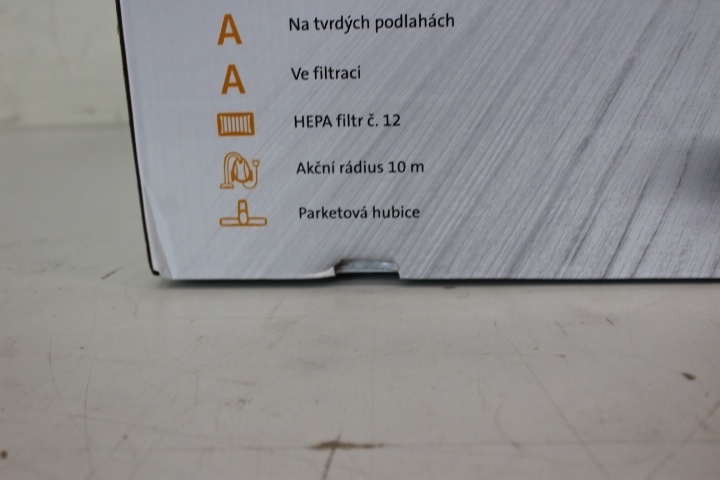 A Na tvrdých podlahách
A Ve filtraci
HEPA filtr č. 12
Akční rádius 10 m
Parketová hubice